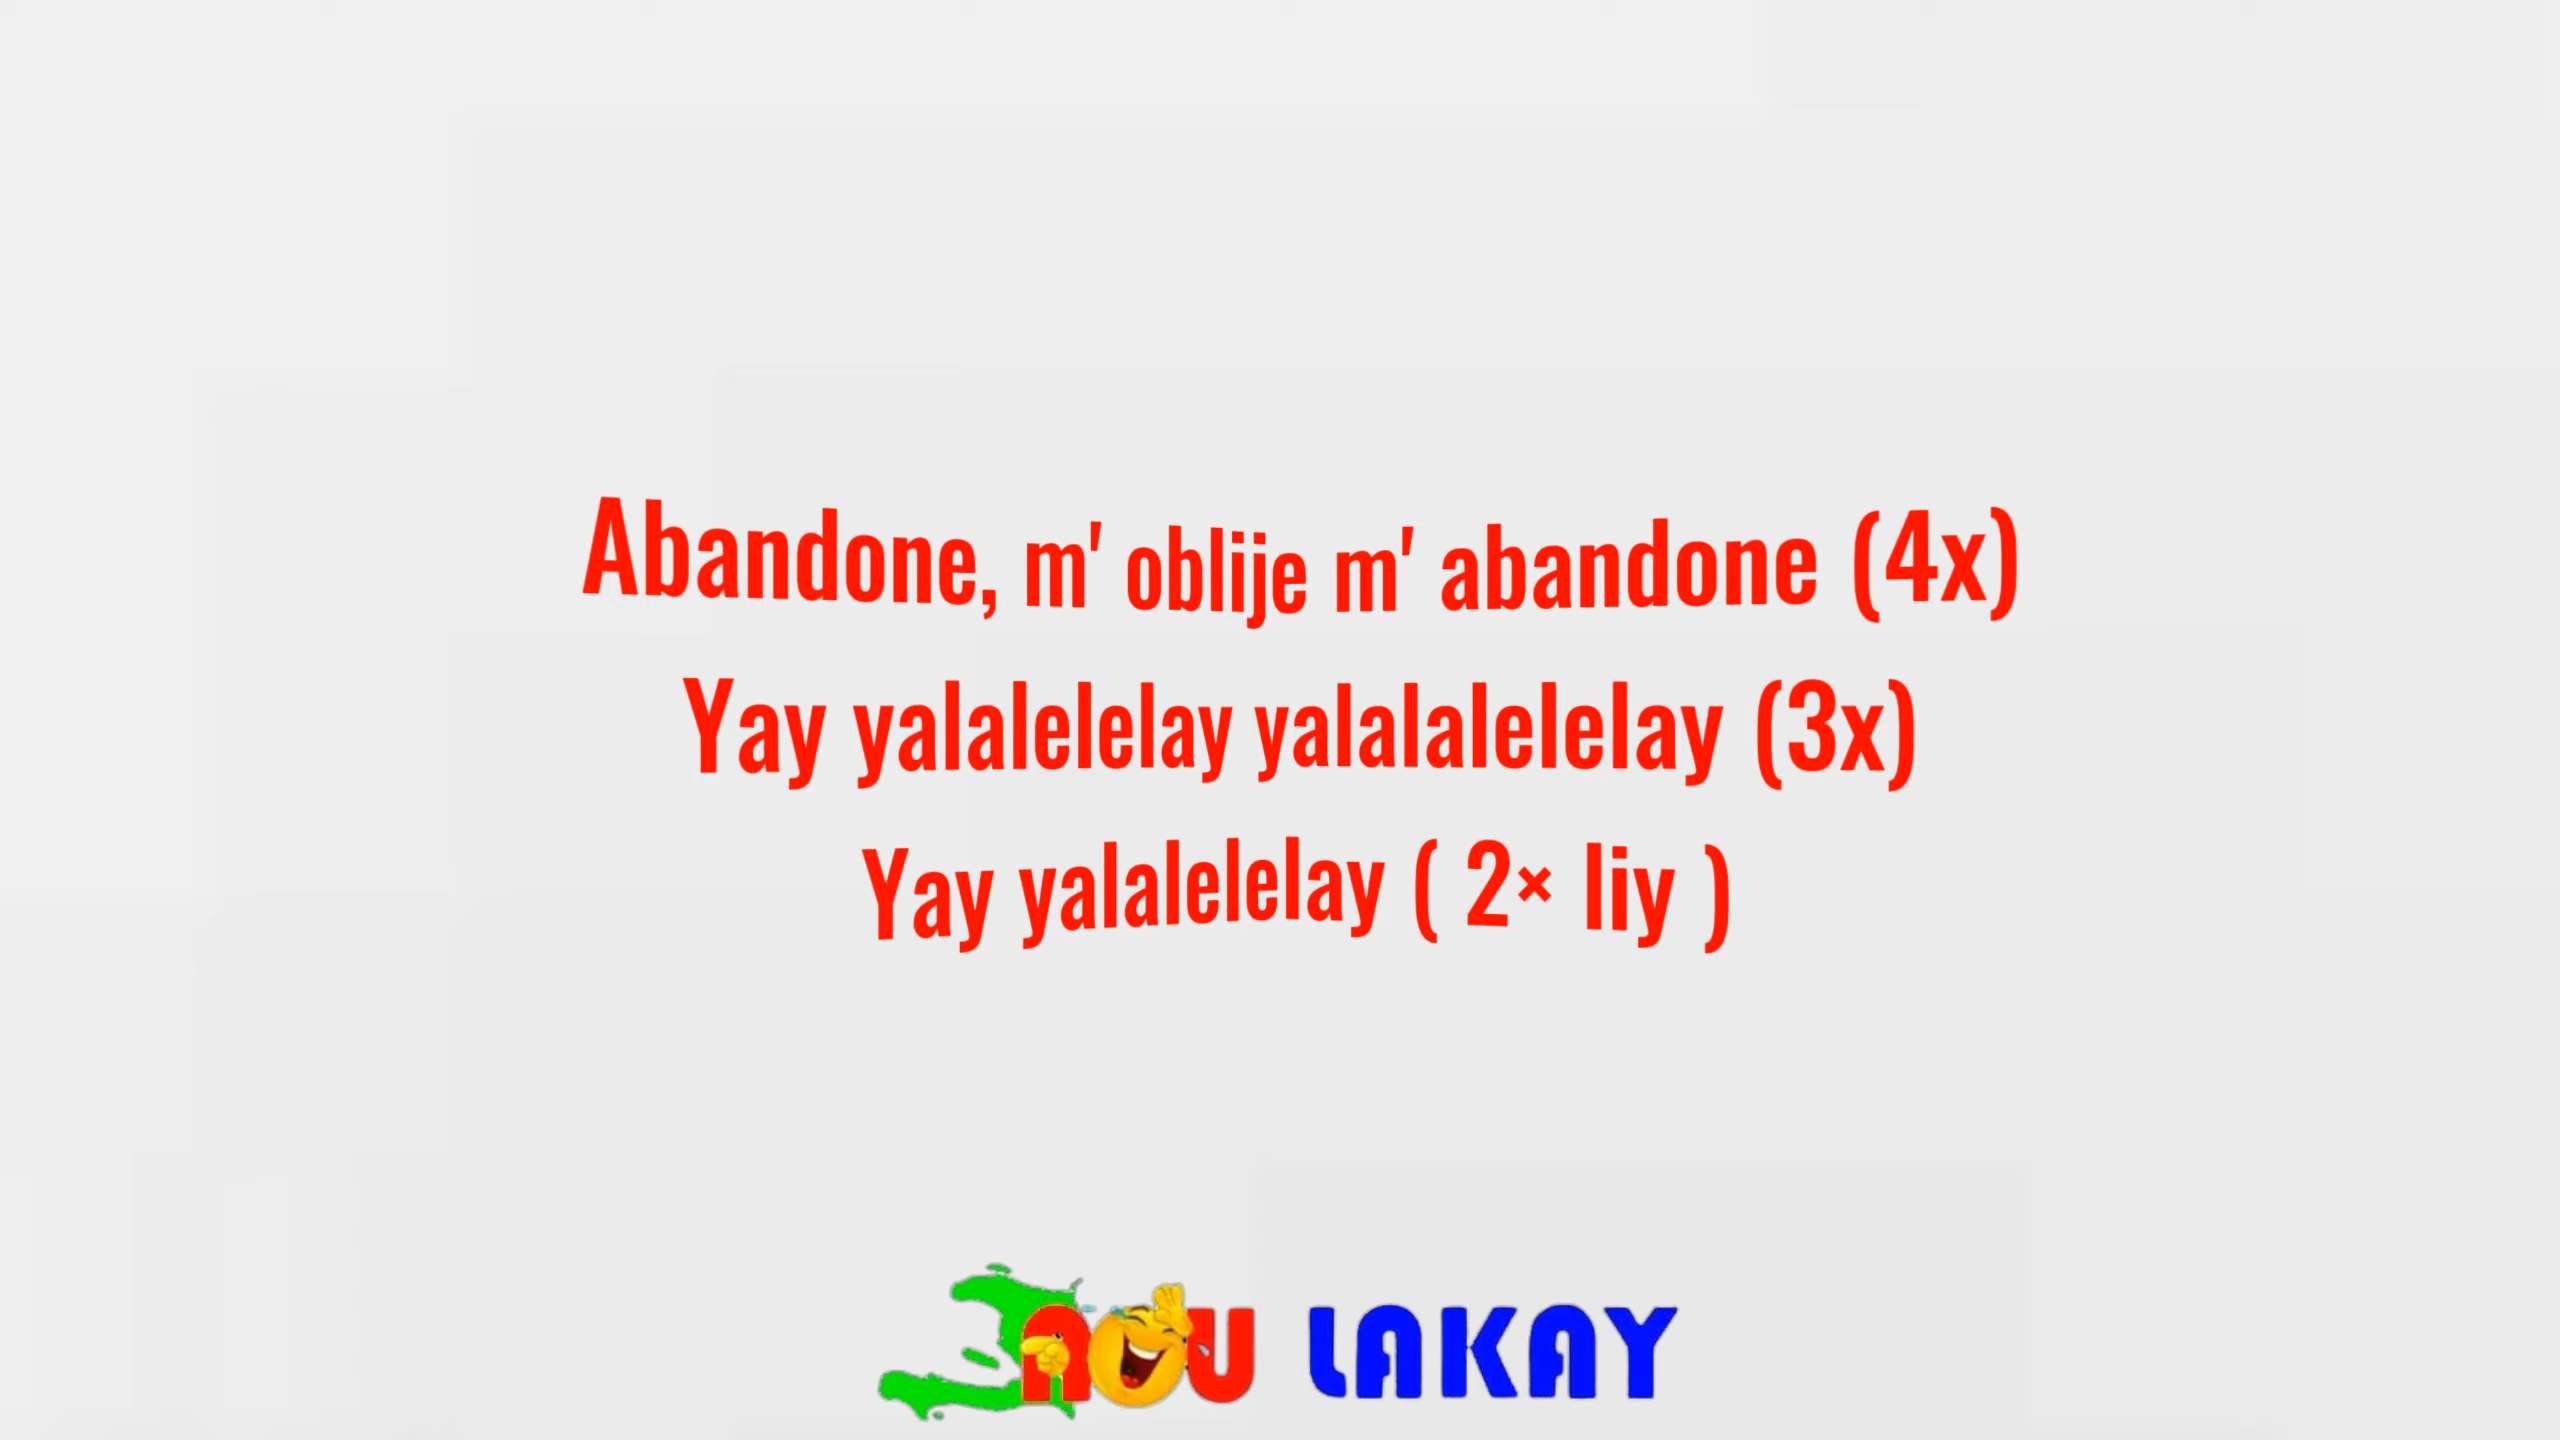 Abandone, m' oblije m' abandone (4x)
Yay yalalelelay yalalalelelay (3x)
Yay yalalelelay ( 2× liy )
NOU LAKAY